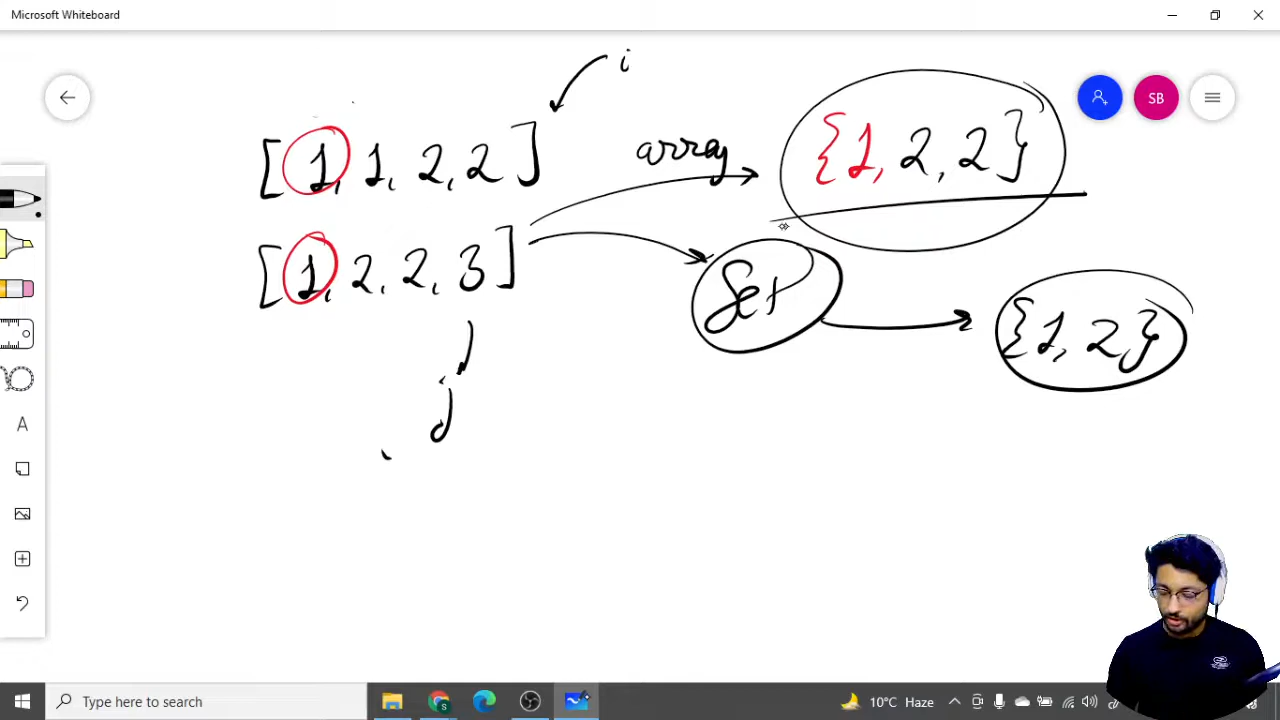 Microsoft Whiteboard
i
SB
[1, 1, 2, 2]
array
{1, 2, 2}
[1, 2, 2, 3]
Set
{1, 2}
j
Type here to search
10°C Haze